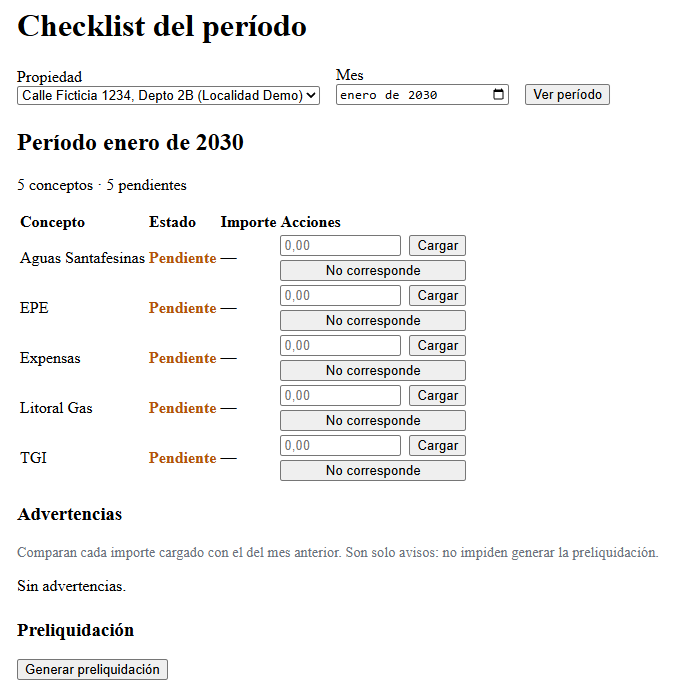 Checklist del período
Propiedad
Calle Ficticia 1234, Depto 2B (Localidad Demo)
Mes
enero de 2030
Ver período
Período enero de 2030
5 conceptos · 5 pendientes
Concepto Estado Importe Acciones
Aguas Santafesinas Pendiente — 0,00 Cargar
No corresponde
EPE Pendiente — 0,00 Cargar
No corresponde
Expensas Pendiente — 0,00 Cargar
No corresponde
Litoral Gas Pendiente — 0,00 Cargar
No corresponde
TGI Pendiente — 0,00 Cargar
No corresponde
Advertencias
Comparan cada importe cargado con el del mes anterior. Son solo avisos: no impiden generar la preliquidación.
Sin advertencias.
Preliquidación
Generar preliquidación